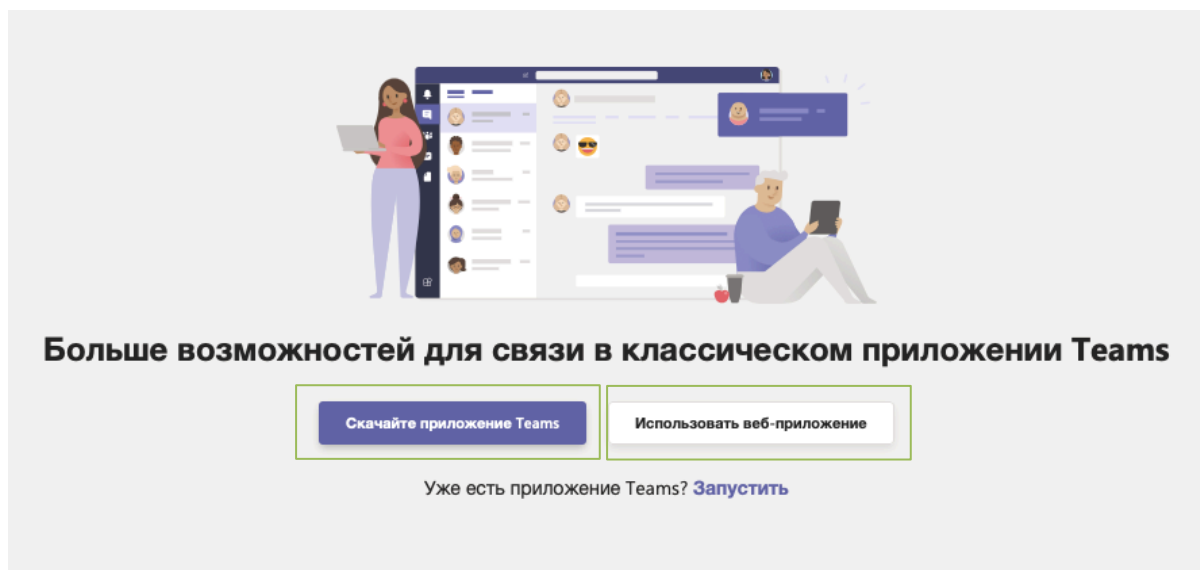 Больше возможностей для связи в классическом приложении Teams
Скачайте приложение Teams
Использовать веб-приложение
Уже есть приложение Teams? Запустить